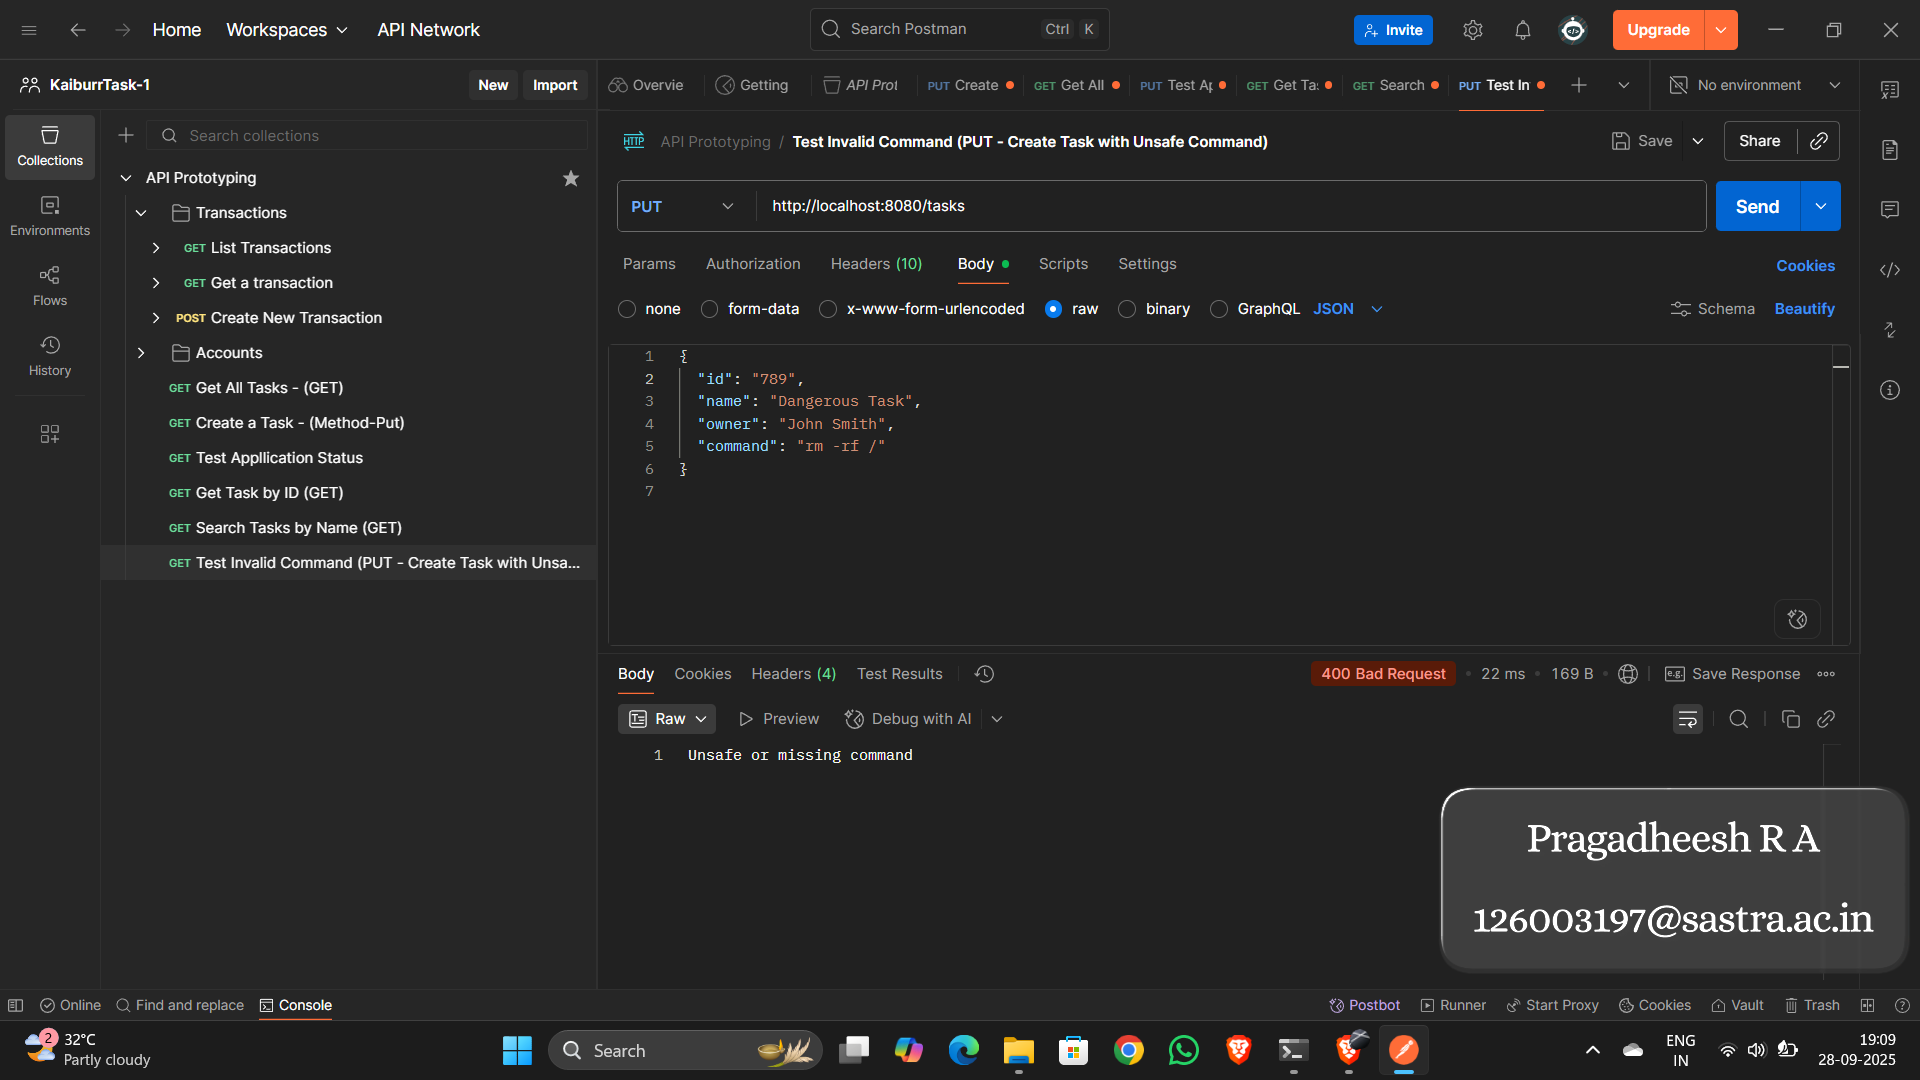 Home
Workspaces
API Network
Search Postman
Ctrl K
Invite
Upgrade
KaiburrTask-1
New
Import
Overvie
Getting
API Prot
PUT Create
GET Get All
PUT Test Ap
GET Get Ta
GET Search
PUT Test In
No environment
Collections
Environments
Flows
History
Search collections
API Prototyping
Transactions
GET List Transactions
GET Get a transaction
POST Create New Transaction
Accounts
GET Get All Tasks - (GET)
GET Create a Task - (Method-Put)
GET Test Appllication Status
GET Get Task by ID (GET)
GET Search Tasks by Name (GET)
GET Test Invalid Command (PUT - Create Task with Unsa...
HTTP API Prototyping / Test Invalid Command (PUT - Create Task with Unsafe Command)
Save
Share
PUT
http://localhost:8080/tasks
Send
Params
Authorization
Headers (10)
Body
Scripts
Settings
Cookies
none
form-data
x-www-form-urlencoded
raw
binary
GraphQL
JSON
Schema
Beautify
1 {
2 "id": "789",
3 "name": "Dangerous Task",
4 "owner": "John Smith",
5 "command": "rm -rf /"
6 }
7
Body
Cookies
Headers (4)
Test Results
400 Bad Request
22 ms
169 B
e.g. Save Response
Raw
Preview
Debug with AI
1 Unsafe or missing command
Pragadheesh R A
126003197@sastra.ac.in
Online
Find and replace
Console
Postbot
Runner
Start Proxy
Cookies
Vault
Trash
2
32°C
Partly cloudy
Search
ENG
IN
19:09
28-09-2025